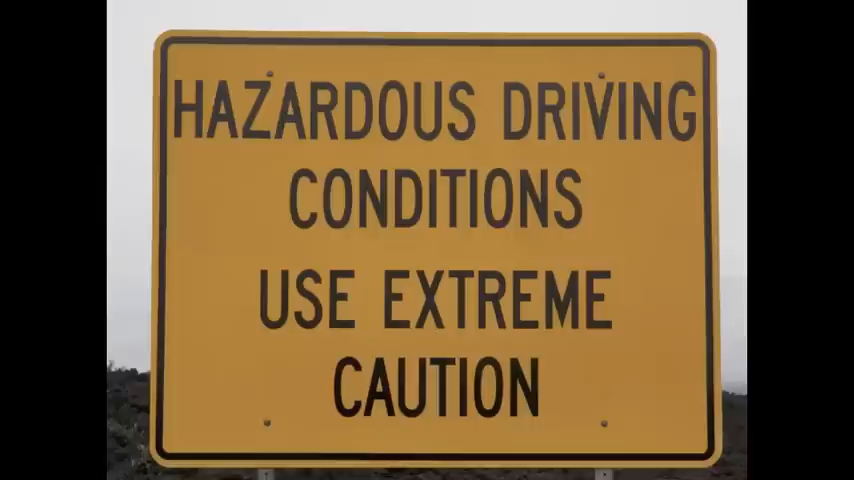 HAZARDOUS DRIVING
CONDITIONS
USE EXTREME
CAUTION